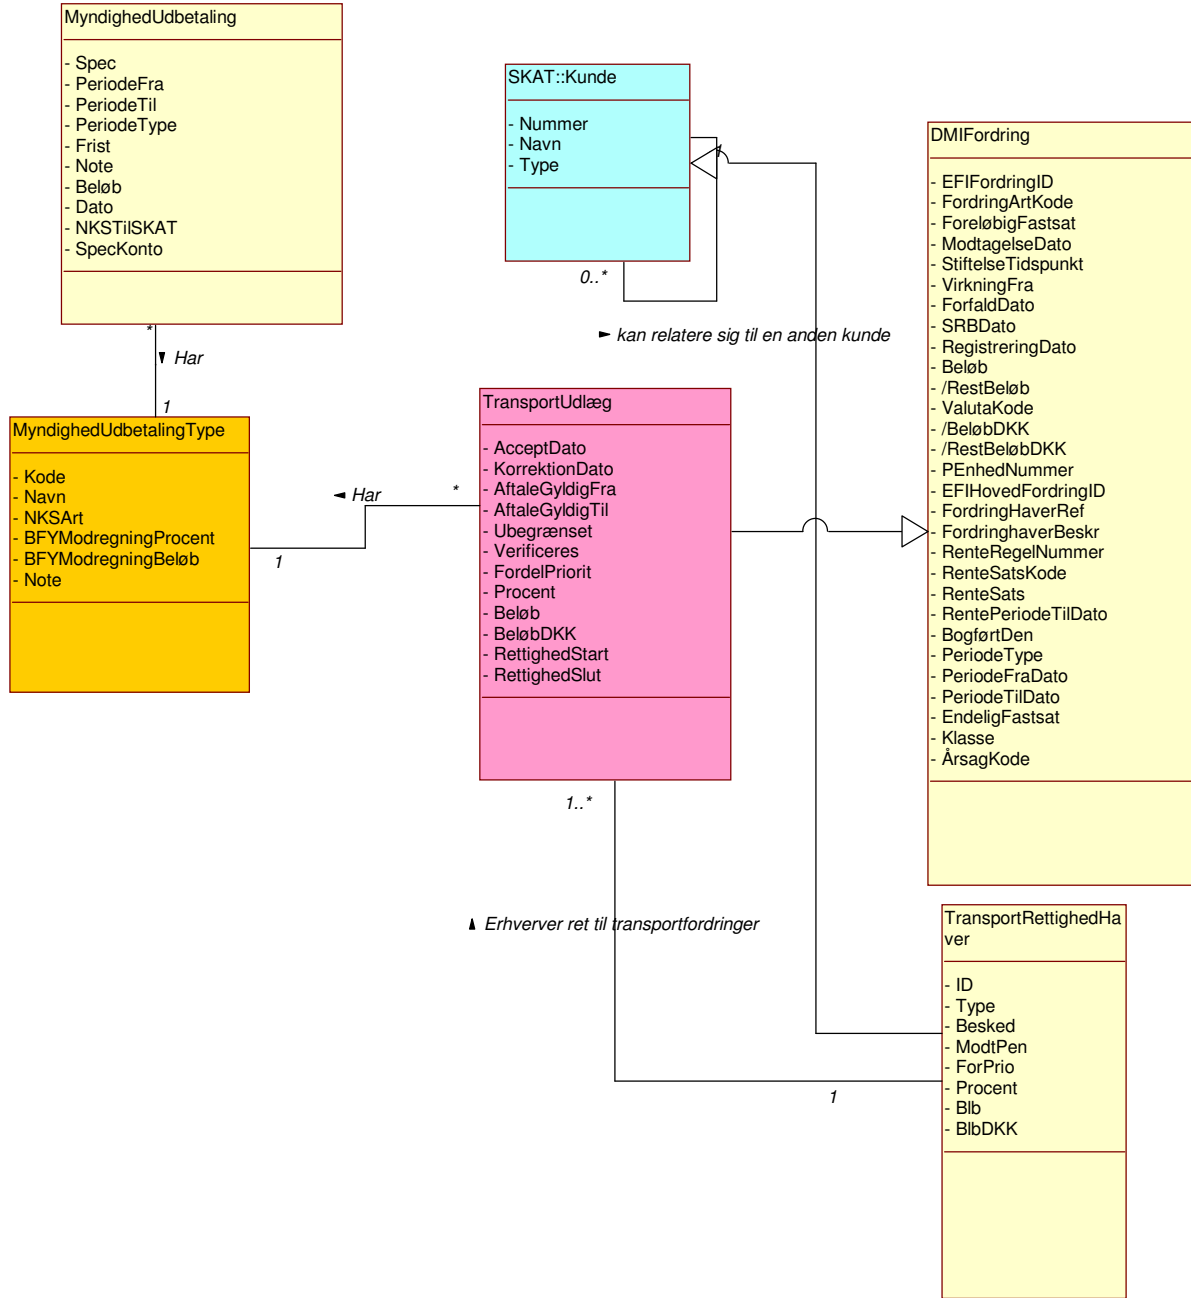 MyndighedUdbetaling
- Spec
- PeriodeFra
- PeriodeTil
- PeriodeType
- Frist
- Note
- Beløb
- Dato
- NKSTilSKAT
- SpecKonto
*
Har
1
MyndighedUdbetalingType
- Kode
- Navn
- NKSArt
- BFYModregningProcent
- BFYModregningBeløb
- Note
1
Har
*
SKAT::Kunde
- Nummer
- Navn
- Type
1
0..*
kan relatere sig til en anden kunde
TransportUdlæg
- AcceptDato
- KorrektionDato
- AftaleGyldigFra
- AftaleGyldigTil
- Ubegrænset
- Verificeres
- FordelPriorit
- Procent
- Beløb
- BeløbDKK
- RettighedStart
- RettighedSlut
1..*
Erhverver ret til transportfordringer
1
DMIFordring
- EFIFordringID
- FordringArtKode
- ForeløbigFastsat
- ModtagelseDato
- StiftelseTidspunkt
- VirkningFra
- ForfaldDato
- SRBDato
- RegistreringDato
- Beløb
- /RestBeløb
- ValutaKode
- /BeløbDKK
- /RestBeløbDKK
- PEnhedNummer
- EFIHovedFordringID
- FordringHaverRef
- FordringhaverBeskr
- RenteRegelNummer
- RenteSatsKode
- RenteSats
- RentePeriodeTilDato
- BogførtDen
- PeriodeType
- PeriodeFraDato
- PeriodeTilDato
- EndeligFastsat
- Klasse
- ÅrsagKode
TransportRettighedHa
ver
- ID
- Type
- Besked
- ModtPen
- ForPrio
- Procent
- Blb
- BlbDKK